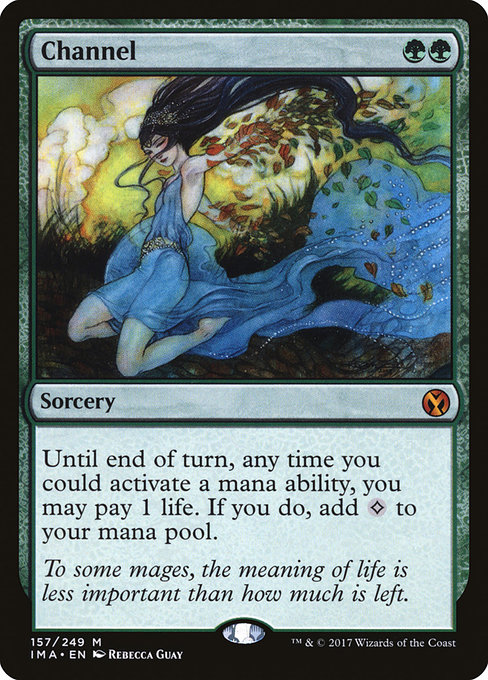 Channel
Sorcery
Until end of turn, any time you
could activate a mana ability, you
may pay 1 life. If you do, add ◇ to
your mana pool.
To some mages, the meaning of life is
less important than how much is left.
157/249 M
IMA • EN Rebecca Guay
™ & © 2017 Wizards of the Coast